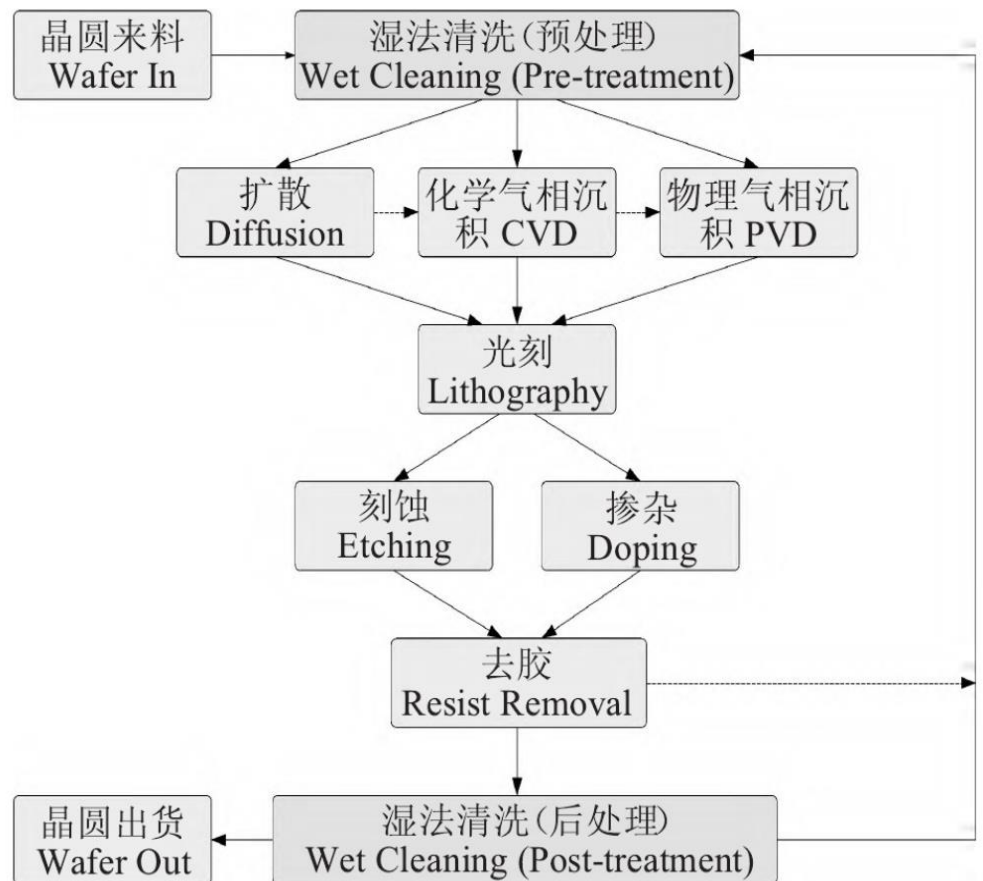 晶圆来料
Wafer In
湿法清洗(预处理)
Wet Cleaning (Pre-treatment)
扩散
Diffusion
化学气相沉
积 CVD
物理气相沉
积 PVD
光刻
Lithography
刻蚀
Etching
掺杂
Doping
去胶
Resist Removal
晶圆出货
Wafer Out
湿法清洗(后处理)
Wet Cleaning (Post-treatment)